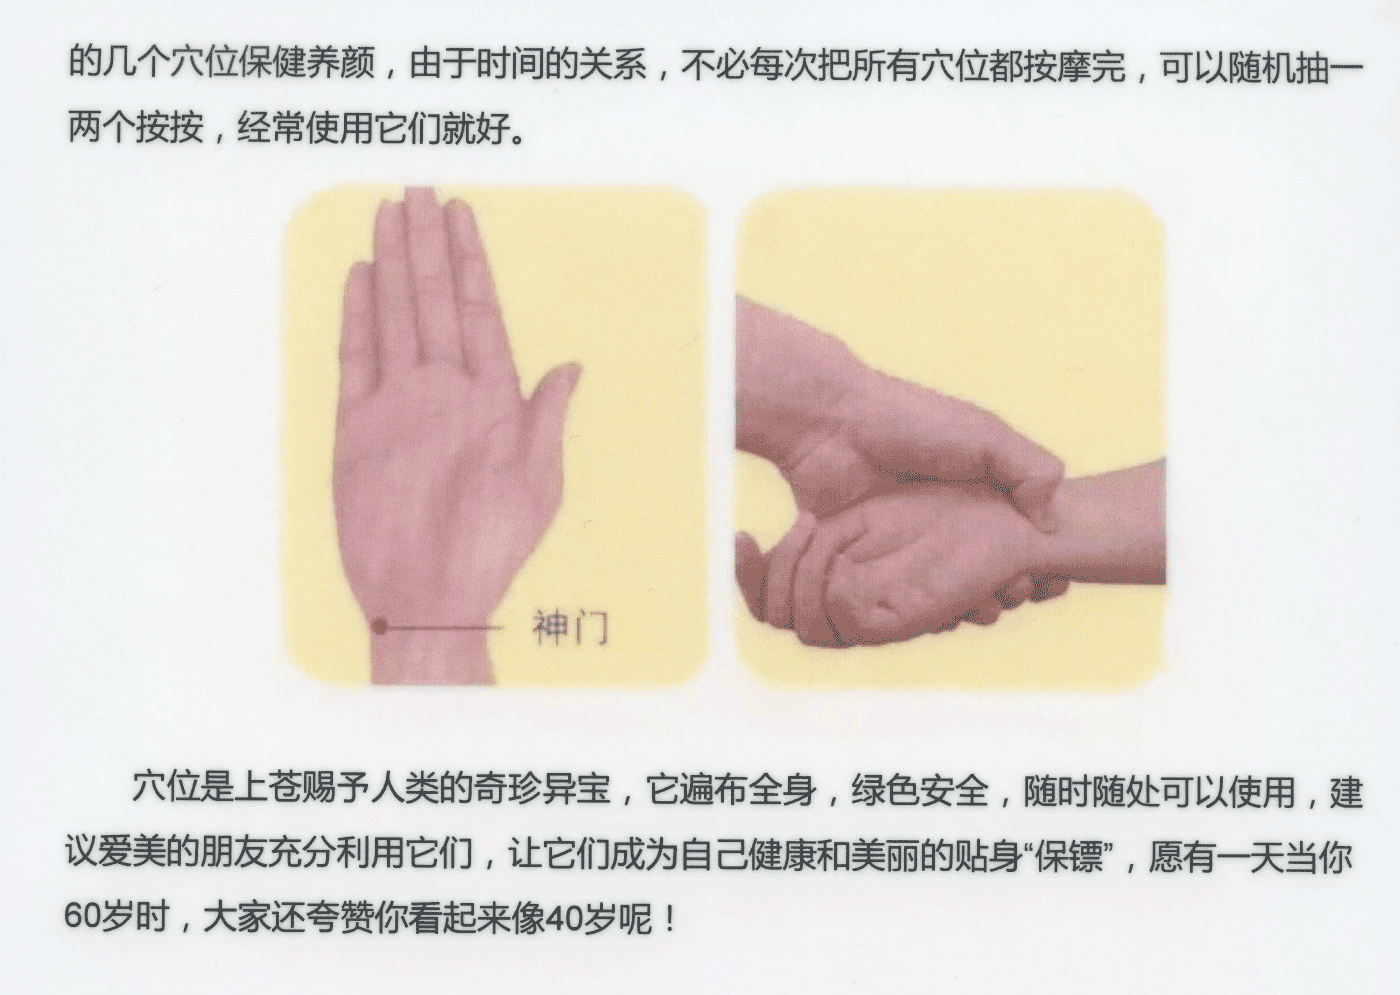 的几个穴位保健养颜，由于时间的关系，不必每次把所有穴位都按摩完，可以随机抽一
两个按按，经常使用它们就好。
神门
穴位是上苍赐予人类的奇珍异宝，它遍布全身，绿色安全，随时随处可以使用，建
议爱美的朋友充分利用它们，让它们成为自己健康和美丽的贴身“保镖”，愿有一天当你
60岁时，大家还夸赞你看起来像40岁呢！